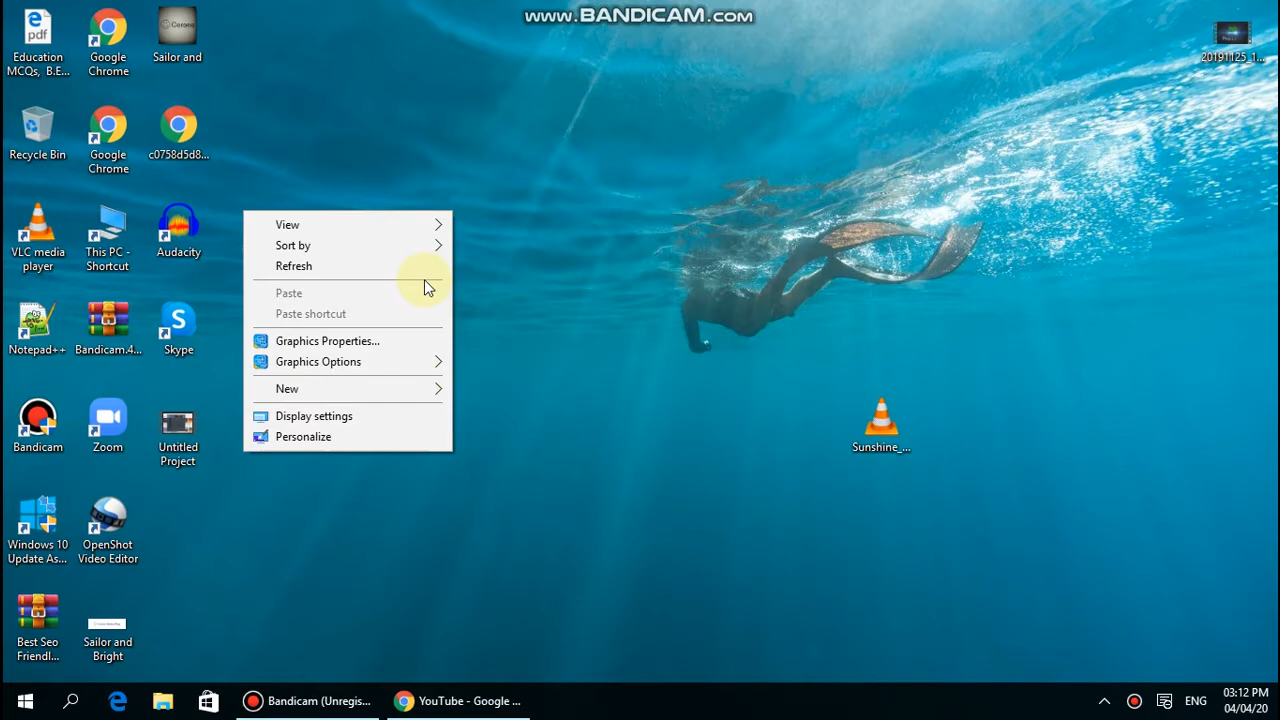 www.BANDICAM.com
Education
MCQs, B.E...
Google
Chrome
Sailor and
20191125_1...
Recycle Bin
Google
Chrome
c0758d5d8...
VLC media
player
This PC -
Shortcut
Audacity
Notepad++
Bandicam.4...
Skype
Bandicam
Zoom
Untitled
Project
Windows 10
Update As...
OpenShot
Video Editor
Best Seo
Friendl...
Sailor and
Bright
View
Sort by
Refresh
Paste
Paste shortcut
Graphics Properties...
Graphics Options
New
Display settings
Personalize
Sunshine_...
Bandicam (Unregis...
YouTube - Google ...
ENG
03:12 PM
04/04/20